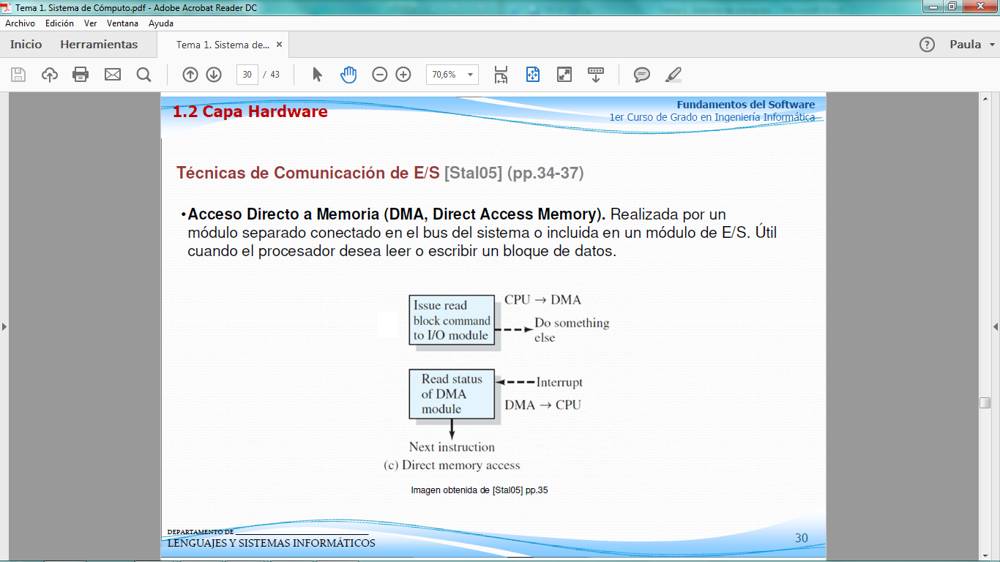 Tema 1. Sistema de Cómputo.pdf - Adobe Acrobat Reader DC
Archivo Edición Ver Ventana Ayuda
Inicio Herramientas Tema 1. Sistema de... × ? Paula
30 / 43 70,6%
1.2 Capa Hardware
Fundamentos del Software
1er Curso de Grado en Ingeniería Informática
Técnicas de Comunicación de E/S [Stal05] (pp.34-37)
•Acceso Directo a Memoria (DMA, Direct Access Memory). Realizada por un
módulo separado conectado en el bus del sistema o incluida en un módulo de E/S. Útil
cuando el procesador desea leer o escribir un bloque de datos.
Issue read
block command
to I/O module
CPU → DMA
Do something
else
Read status
of DMA
module
Interrupt
DMA → CPU
Next instruction
(c) Direct memory access
Imagen obtenida de [Stal05] pp.35
DEPARTAMENTO DE
LENGUAJES Y SISTEMAS INFORMÁTICOS
30